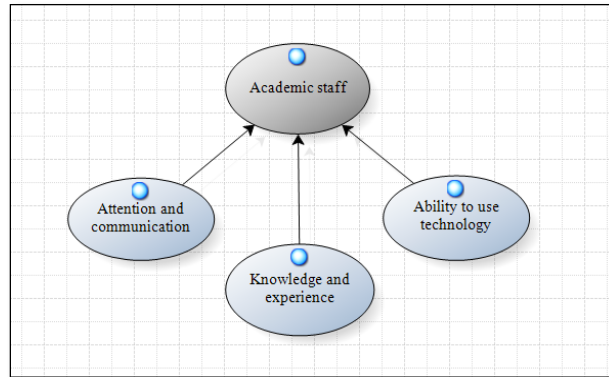 Academic staff
Attention and
communication
Ability to use
technology
Knowledge and
experience